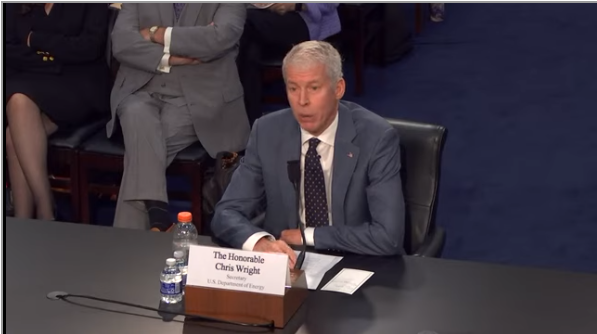 The Honorable
Chris Wright
Secretary
U.S. Department of Energy